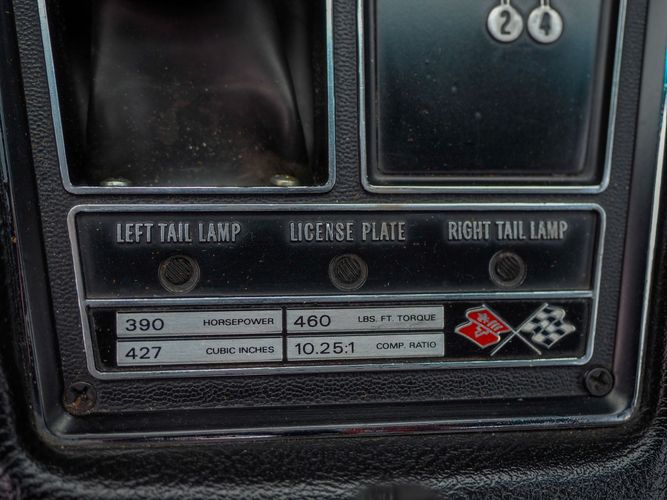 2 4
LEFT TAIL LAMP LICENSE PLATE RIGHT TAIL LAMP
390 HORSEPOWER 460 LBS. FT. TORQUE
427 CUBIC INCHES 10.25:1 COMP. RATIO